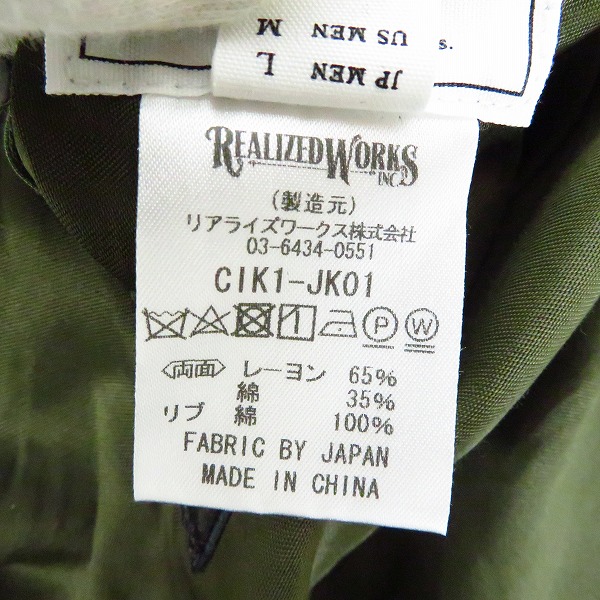 s.
US MEN M
JP MEN L
REALIZEDWORKS
INC.
(製造元)
リアライズワークス株式会社
03-6434-0551
CIK1-JK01
P W
〈両面〉 レーヨン 65%
綿 35%
リブ 綿 100%
FABRIC BY JAPAN
MADE IN CHINA